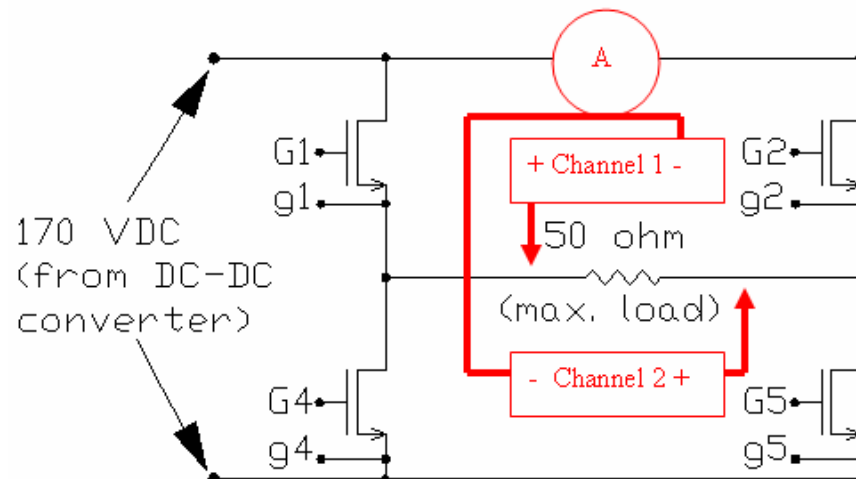 A
G1
+ Channel 1 -
G2
g1
g2
170 VDC
(from DC-DC
converter)
50 ohm
(max. load)
- Channel 2 +
G4
G5
g4
g5